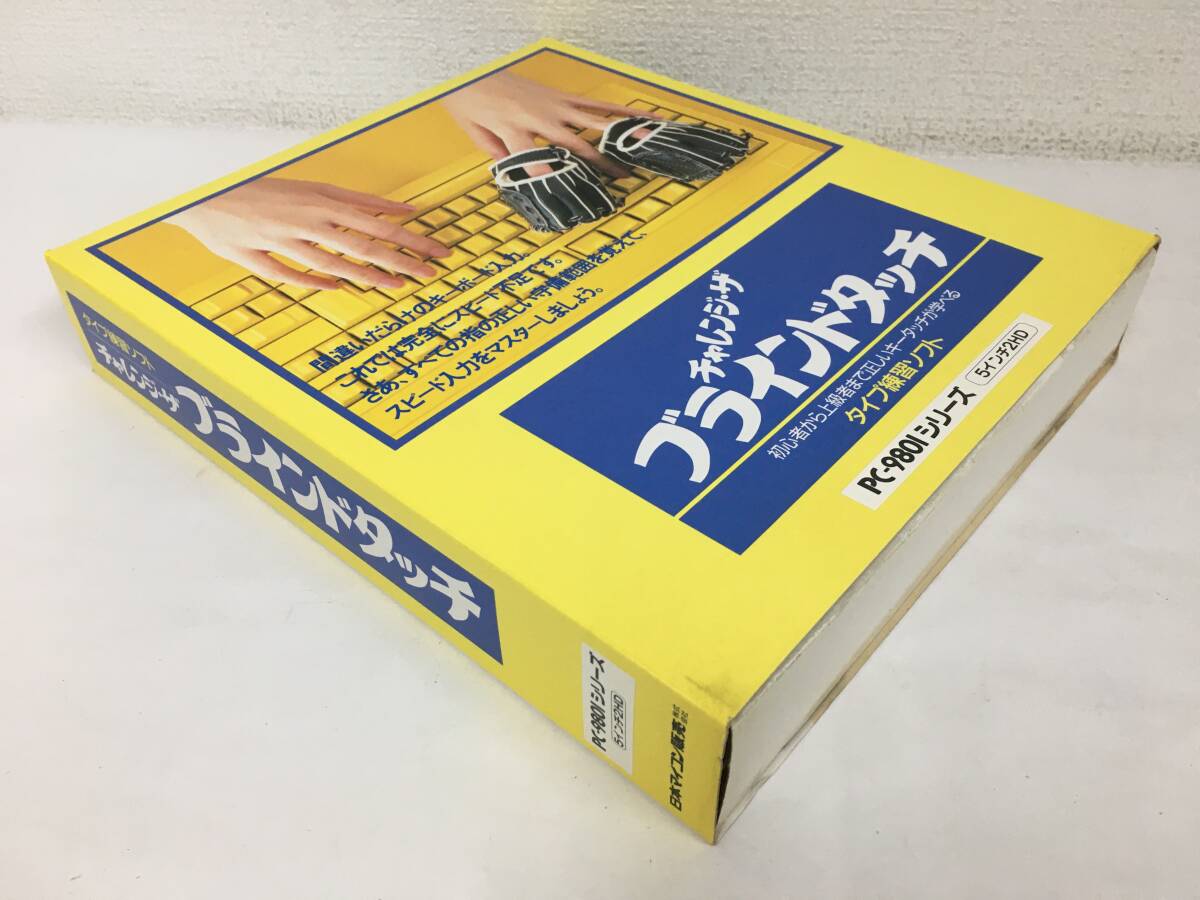 間違いだらけのキーボード入力。
これでは完全にスピード不足です。
さあ、すべての指の正しい守備範囲を覚えて、
スピード入力をマスターしましょう。
チャレンジ・ザ
ブラインドタッチ
初心者から上級者まで正しいキータッチが学べる
タイプ練習ソフト
PC-9801シリーズ
5インチ2HD
タイプ練習ソフト
チャレンジ・ザ
ブラインドタッチ
PC-9801シリーズ
5インチ2HD
日本マイコン販売株式会社